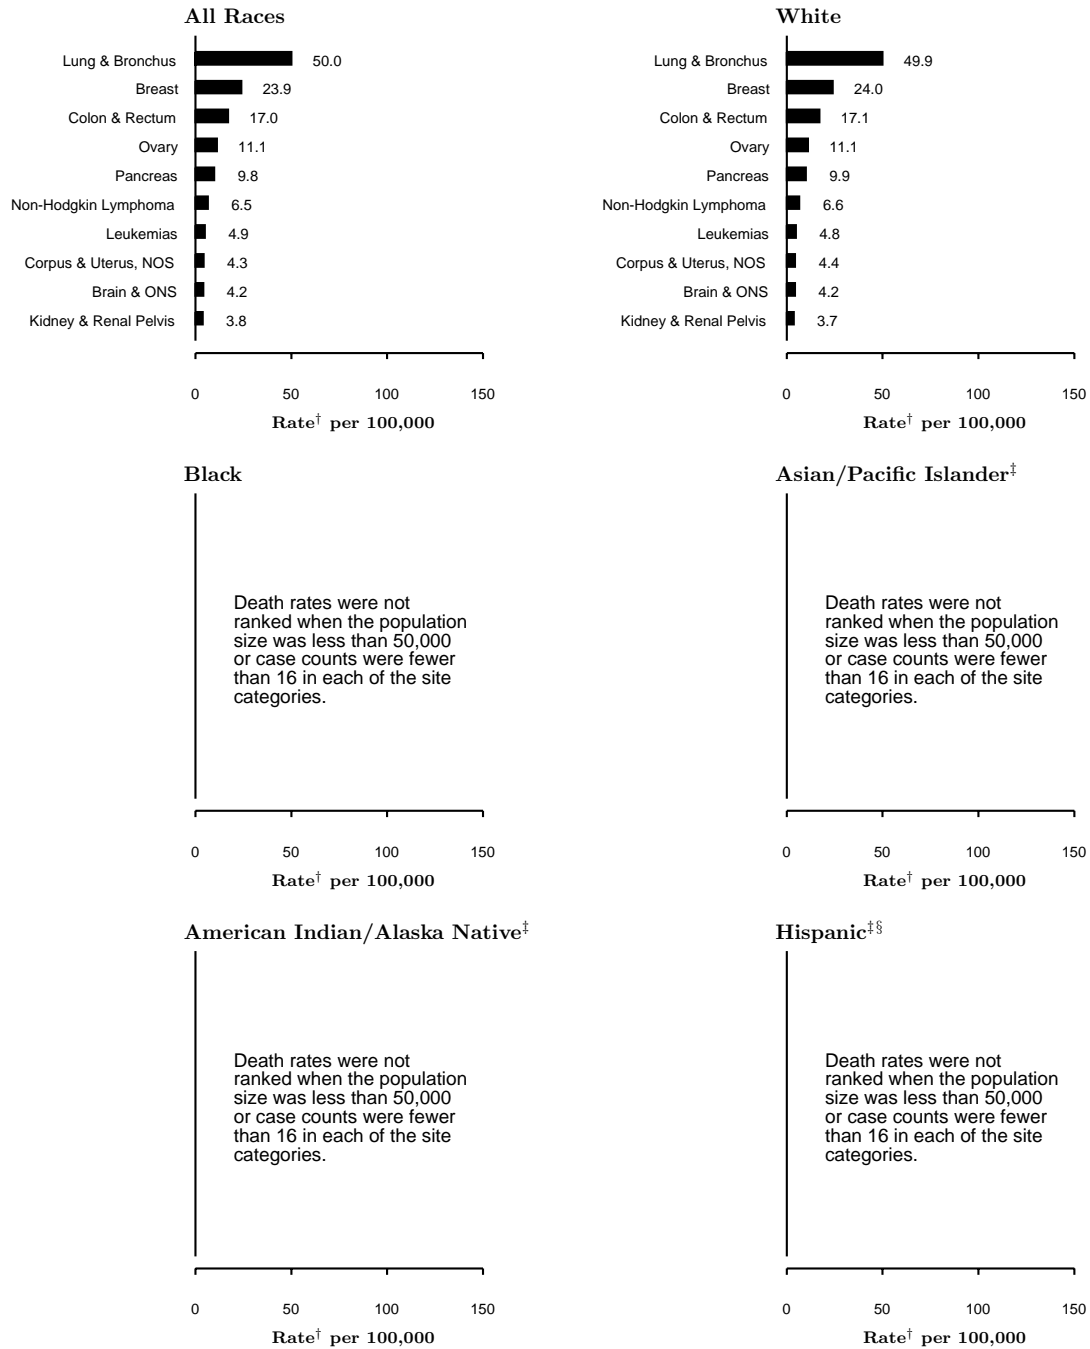 All Races
Lung & Bronchus 50.0
Breast 23.9
Colon & Rectum 17.0
Ovary 11.1
Pancreas 9.8
Non-Hodgkin Lymphoma 6.5
Leukemias 4.9
Corpus & Uterus, NOS 4.3
Brain & ONS 4.2
Kidney & Renal Pelvis 3.8
0 50 100 150
Rate† per 100,000
White
Lung & Bronchus 49.9
Breast 24.0
Colon & Rectum 17.1
Ovary 11.1
Pancreas 9.9
Non-Hodgkin Lymphoma 6.6
Leukemias 4.8
Corpus & Uterus, NOS 4.4
Brain & ONS 4.2
Kidney & Renal Pelvis 3.7
0 50 100 150
Rate† per 100,000
Black
Death rates were not
ranked when the population
size was less than 50,000
or case counts were fewer
than 16 in each of the site
categories.
0 50 100 150
Rate† per 100,000
Asian/Pacific Islander‡
Death rates were not
ranked when the population
size was less than 50,000
or case counts were fewer
than 16 in each of the site
categories.
0 50 100 150
Rate† per 100,000
American Indian/Alaska Native‡
Death rates were not
ranked when the population
size was less than 50,000
or case counts were fewer
than 16 in each of the site
categories.
0 50 100 150
Rate† per 100,000
Hispanic‡§
Death rates were not
ranked when the population
size was less than 50,000
or case counts were fewer
than 16 in each of the site
categories.
0 50 100 150
Rate† per 100,000